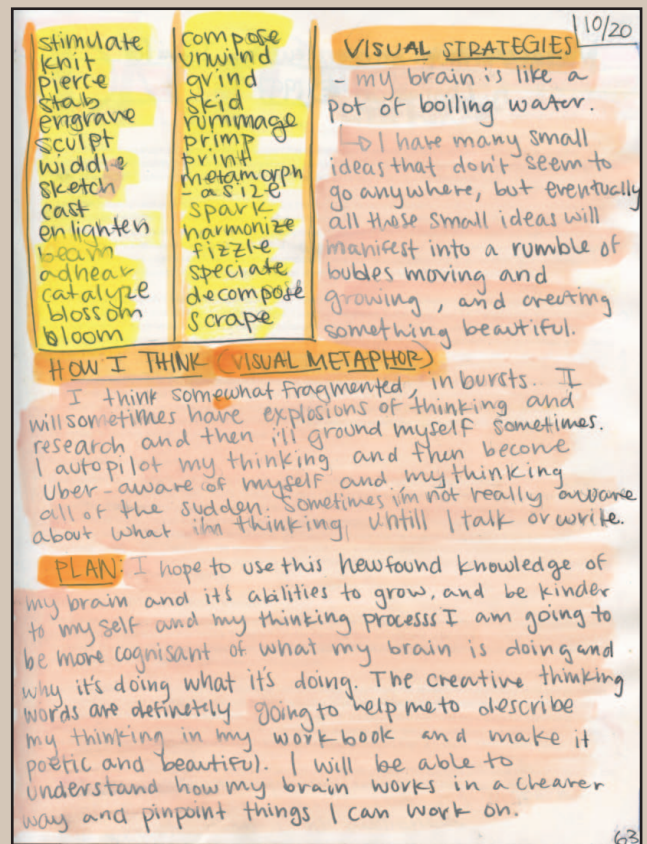 stimulate
knit
pierce
stab
engrave
sculpt
widdle
sketch
cast
enlighten
beam
adhear
catalyze
blossom
bloom
compose
unwind
grind
skid
rummage
primp
print
metamorph
-asize
spark
harmonize
fizzle
speciate
decompose
scrape
110/20
VISUAL STRATEGIES
- my brain is like a
pot of boiling water.
→ I have many small
ideas that don't seem to
go anywhere, but eventually
all those small ideas will
manifest into a rumble of
bubles moving and
growing, and creating
something beautiful.
HOW I THINK (VISUAL METAPHOR)
I think somewhat fragmented, in bursts. I
will sometimes have explosions of thinking and
research and then i'll ground myself sometimes.
I autopilot my thinking and then become
Uber-aware of myself and my thinking
all of the sudden. Sometimes i'm not really aware
about what i'm thinking, untill I talk or write.
PLAN: I hope to use this newfound knowledge of
my brain and it's abilities to grow, and be kinder
to myself and my thinking processs I am going to
be more cognisant of what my brain is doing and
why it's doing what it's doing. The creative thinking
words are definetely going to help me to describe
my thinking in my workbook and make it
poetic and beautiful. I will be able to
understand how my brain works in a clearer
way and pinpoint things I can work on.
63